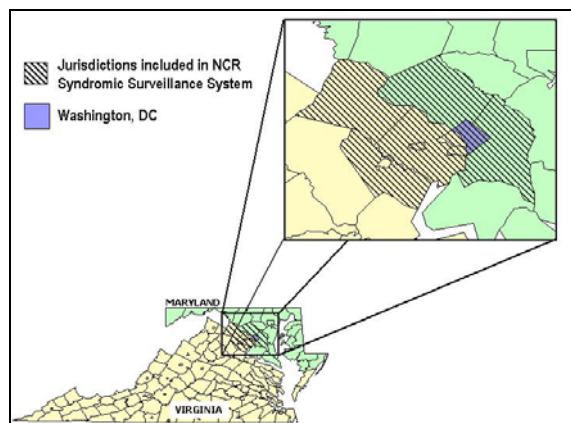 Jurisdictions included in NCR
Syndromic Surveillance System
Washington, DC
MARYLAND
VIRGINIA